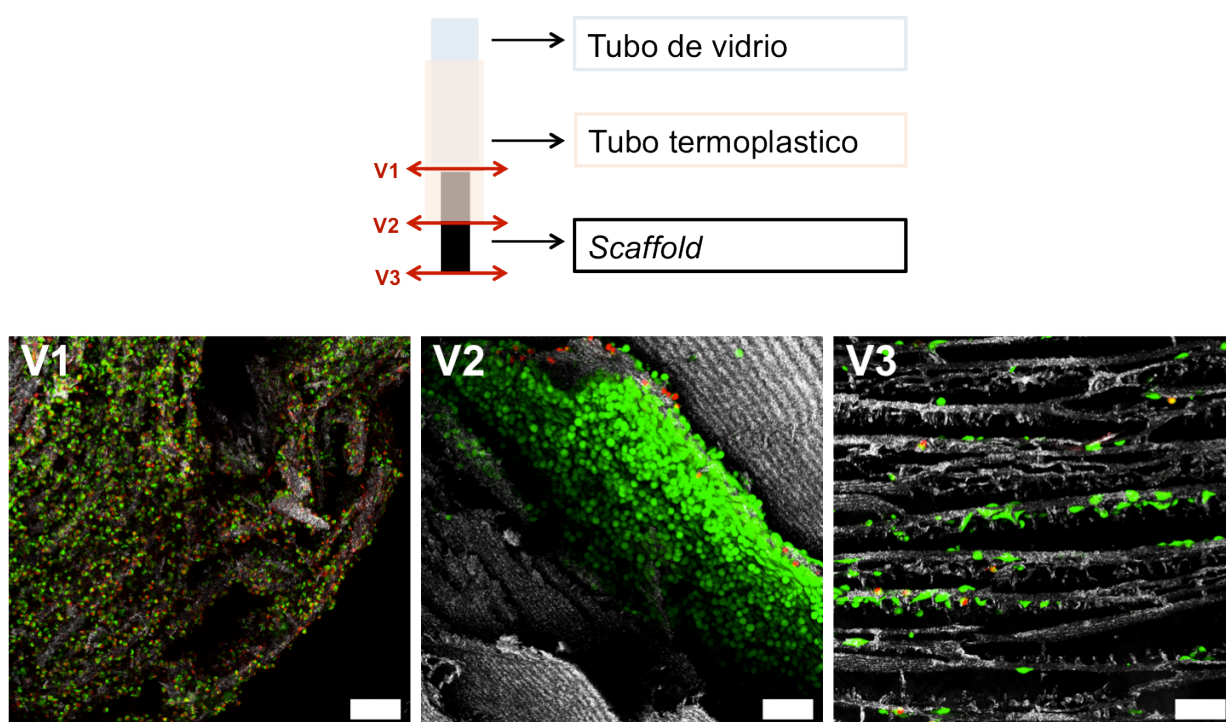 Tubo de vidrio
Tubo termoplastico
V1
V2
Scaffold
V3
V1
V2
V3